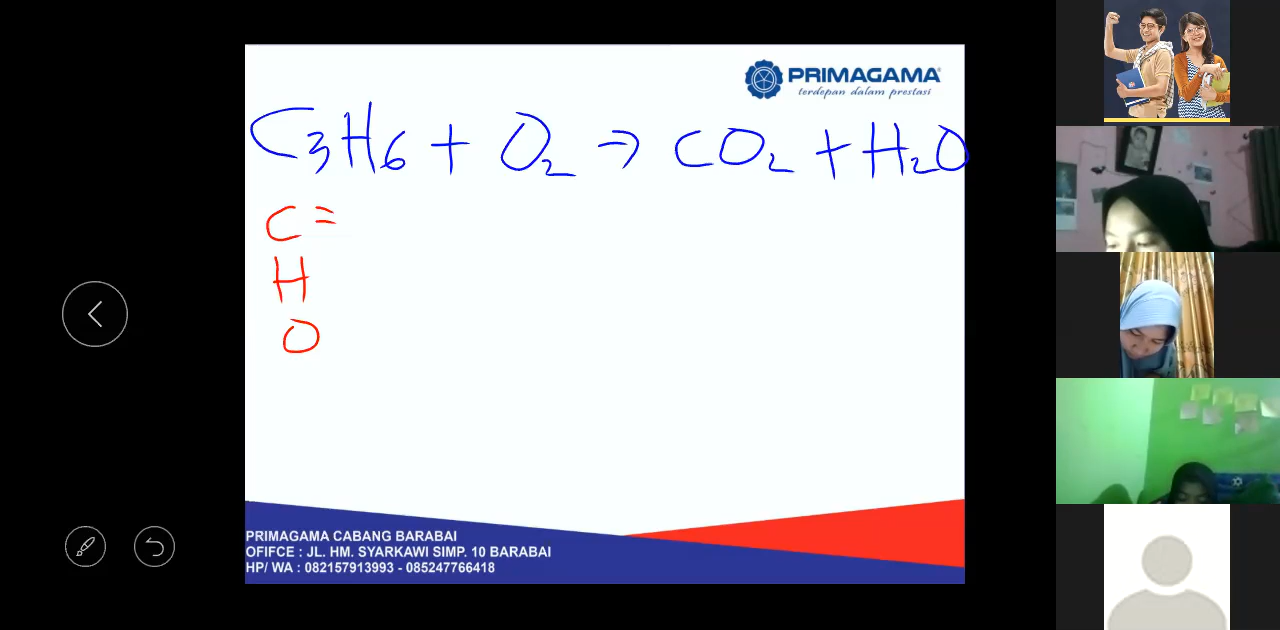 PRIMAGAMA
terdepan dalam prestasi
C3H6 + O2 → CO2 + H2O
C =
H
O
PRIMAGAMA CABANG BARABAI
OFIFCE : JL. HM. SYARKAWI SIMP. 10 BARABAI
HP/ WA : 082157913993 - 085247766418